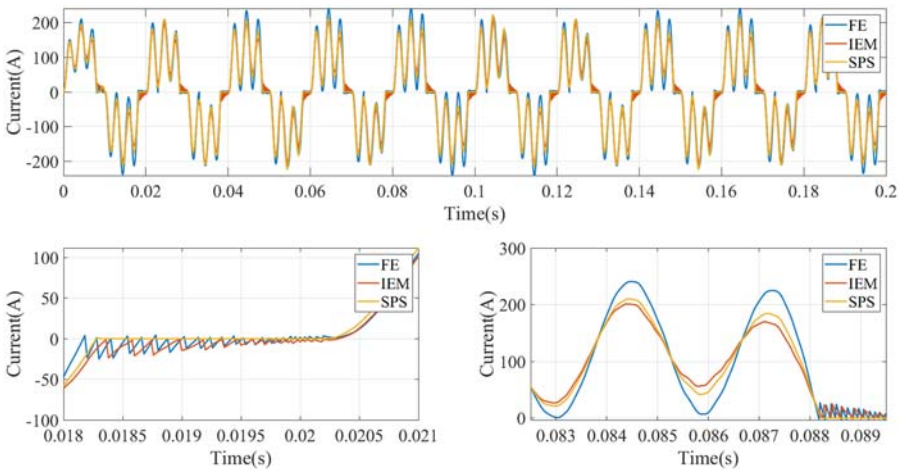 200
100
0
-100
-200
Current(A)
FE
IEM
SPS
0 0.02 0.04 0.06 0.08 0.1 0.12 0.14 0.16 0.18 0.2
Time(s)
100
50
0
-50
-100
Current(A)
FE
IEM
SPS
0.018 0.0185 0.019 0.0195 0.02 0.0205 0.021
Time(s)
300
200
100
0
Current(A)
FE
IEM
SPS
0.083 0.084 0.085 0.086 0.087 0.088 0.089
Time(s)